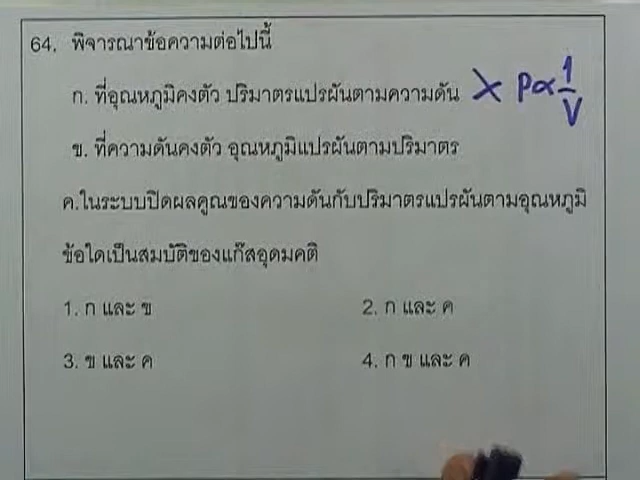 64. พิจารณาข้อความต่อไปนี้
ก. ที่อุณหภูมิคงตัว ปริมาตรแปรผันตามความดัน ✗ P∝1/V
ข. ที่ความดันคงตัว อุณหภูมิแปรผันตามปริมาตร
ค.ในระบบปิดผลคูณของความดันกับปริมาตรแปรผันตามอุณหภูมิ
ข้อใดเป็นสมบัติของแก๊สอุดมคติ
1. ก และ ข 2. ก และ ค
3. ข และ ค 4. ก ข และ ค